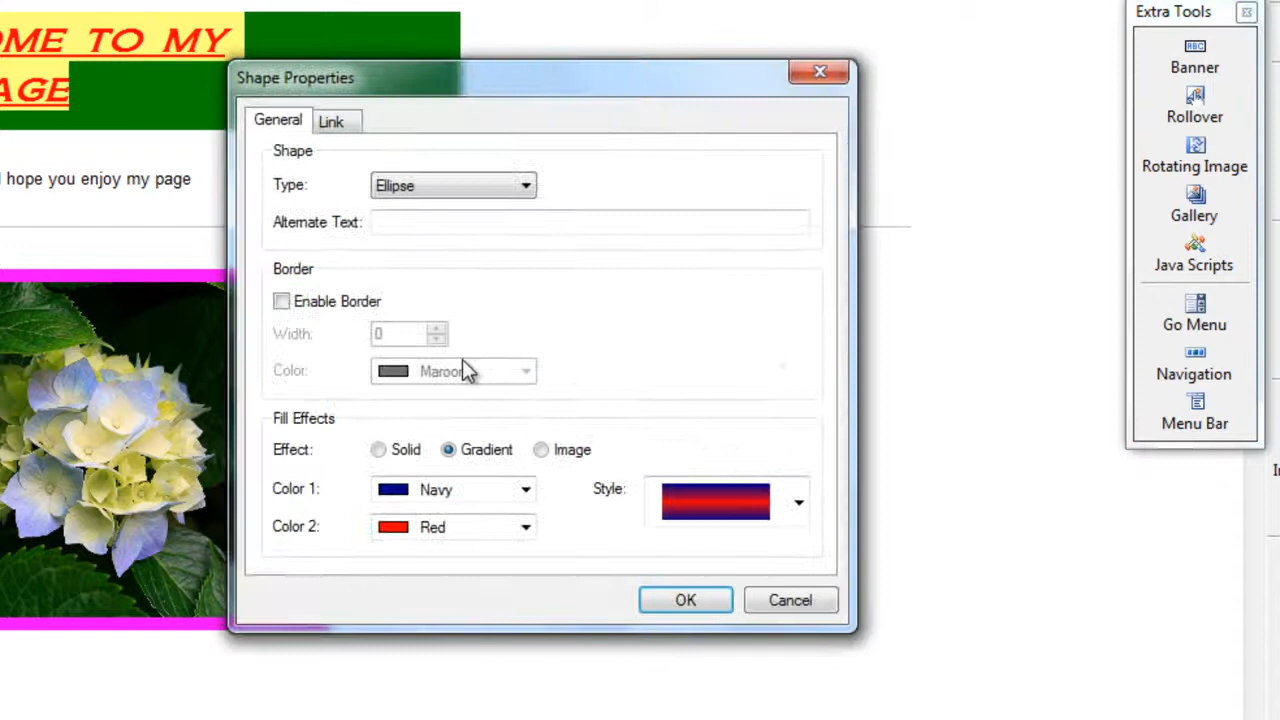 OME TO MY
AGE
I hope you enjoy my page
Shape Properties
General
Link
Shape
Type:
Ellipse
Alternate Text:
Border
Enable Border
Width:
0
Color:
Maroon
Fill Effects
Effect:
Solid
Gradient
Image
Color 1:
Navy
Style:
Color 2:
Red
OK
Cancel
Extra Tools
ABC
Banner
Rollover
Rotating Image
Gallery
Java Scripts
Go Menu
Navigation
Menu Bar